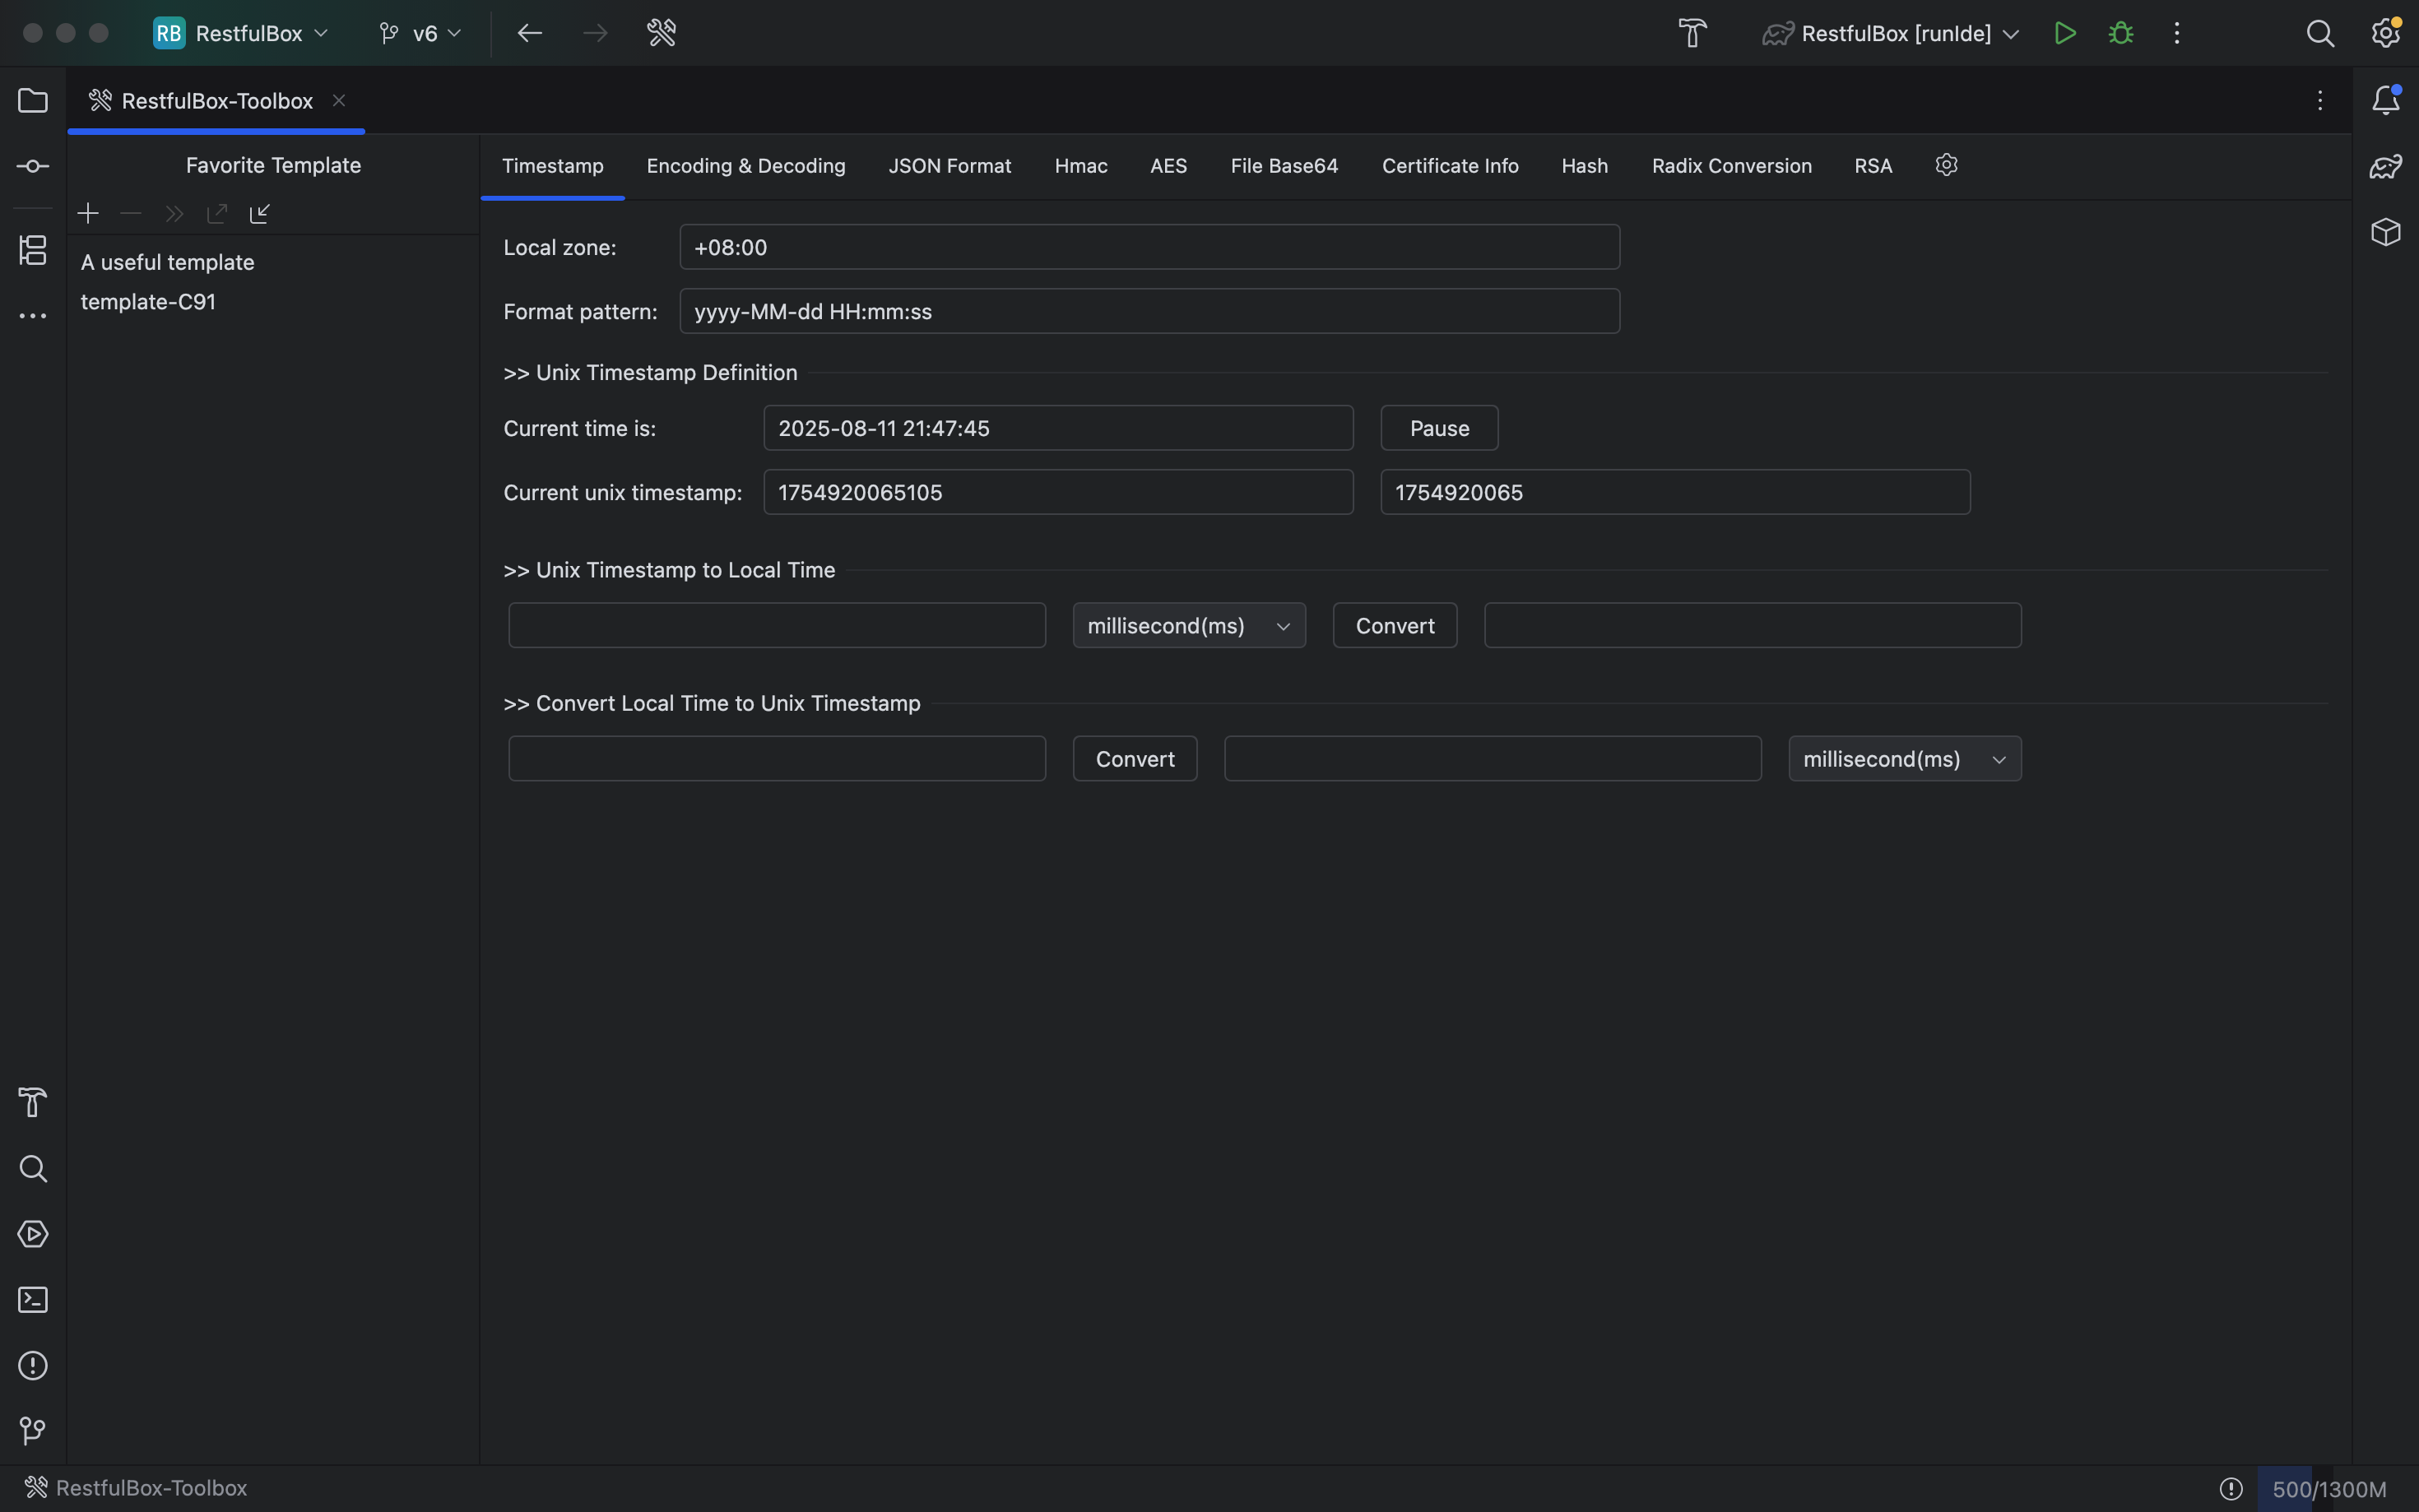 RB RestfulBox v6 RestfulBox [runIde]
RestfulBox-Toolbox
Favorite Template
A useful template
template-C91
Timestamp Encoding & Decoding JSON Format Hmac AES File Base64 Certificate Info Hash Radix Conversion RSA
Local zone: +08:00
Format pattern: yyyy-MM-dd HH:mm:ss
>> Unix Timestamp Definition
Current time is: 2025-08-11 21:47:45 Pause
Current unix timestamp: 1754920065105 1754920065
>> Unix Timestamp to Local Time
millisecond(ms) Convert
>> Convert Local Time to Unix Timestamp
Convert millisecond(ms)
RestfulBox-Toolbox 500/1300M